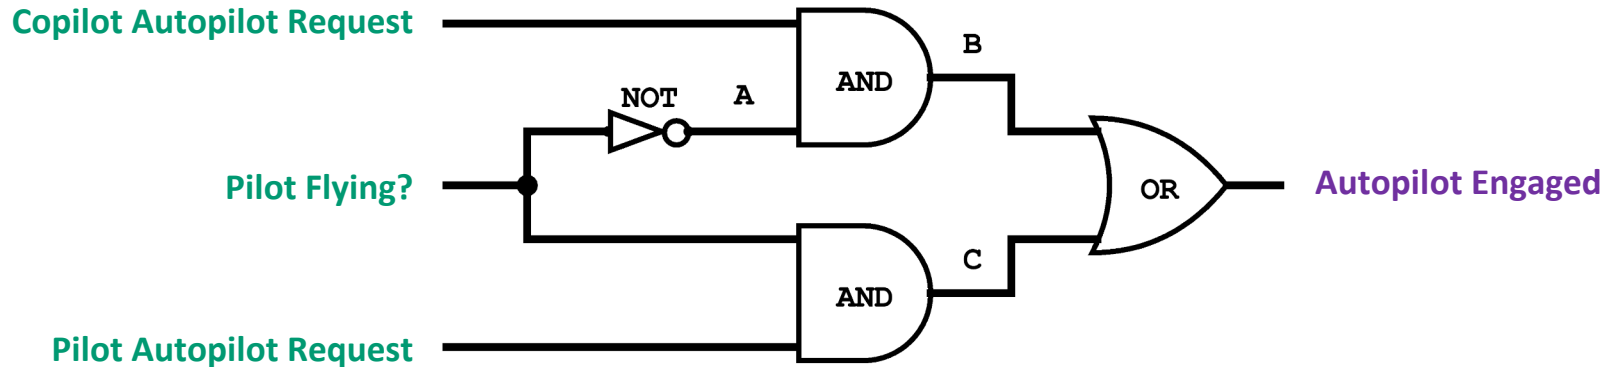 Copilot Autopilot Request
B
AND
NOT
A
Pilot Flying?
OR
Autopilot Engaged
C
AND
Pilot Autopilot Request